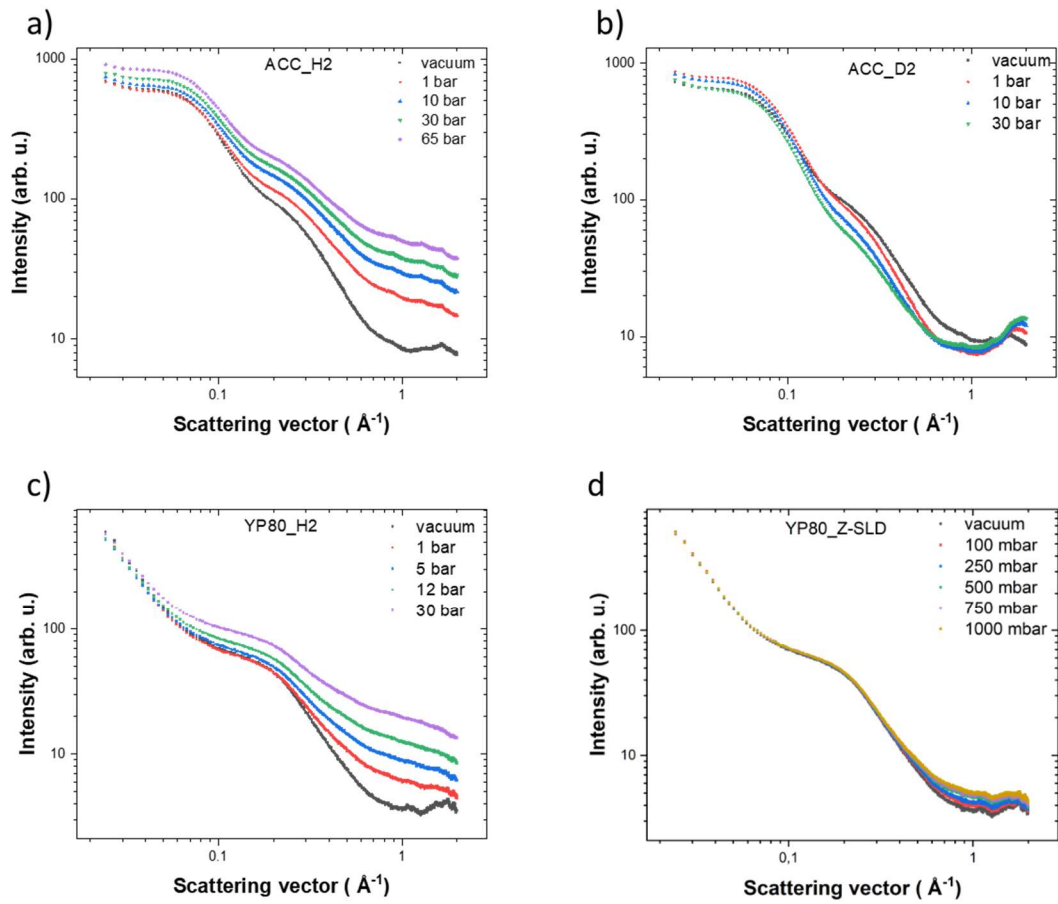 a)
ACC_H2
vacuum
1 bar
10 bar
30 bar
65 bar
1000
100
10
0.1
1
Intensity (arb. u.)
Scattering vector ( Å-1)
b)
ACC_D2
vacuum
1 bar
10 bar
30 bar
1000
100
10
0.1
1
Intensity (arb. u.)
Scattering vector ( Å-1)
c)
YP80_H2
vacuum
1 bar
5 bar
12 bar
30 bar
100
10
0.1
1
Intensity (arb. u.)
Scattering vector ( Å-1)
d
YP80_Z-SLD
vacuum
100 mbar
250 mbar
500 mbar
750 mbar
1000 mbar
100
10
0,1
1
Intensity (arb. u.)
Scattering vector ( Å-1)